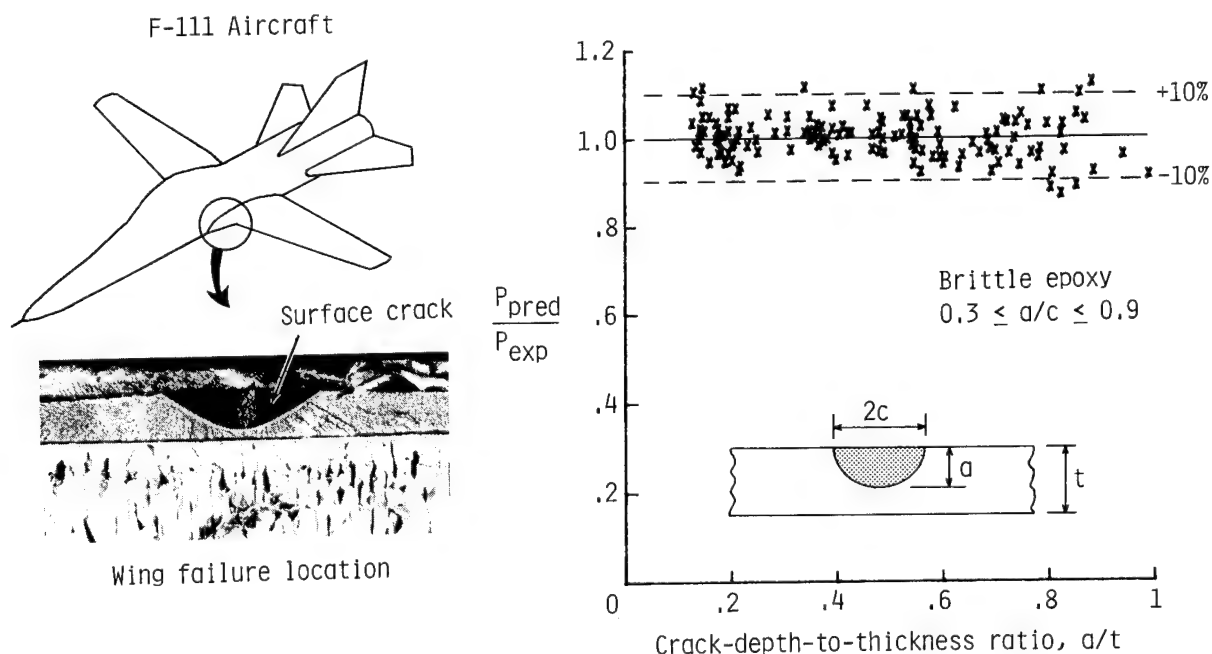 F-111 Aircraft
Surface crack
Wing failure location
P_pred
P_exp
1.2
1.0
.8
.6
.4
.2
0
+10%
-10%
Brittle epoxy
0.3 ≤ a/c ≤ 0.9
2c
a
t
.2
.4
.6
.8
1
Crack-depth-to-thickness ratio, a/t